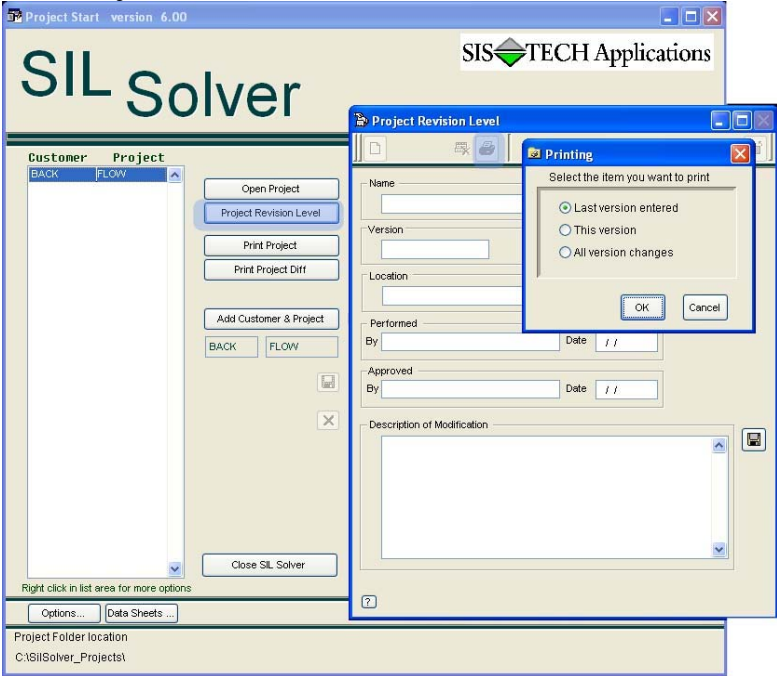 Project Start version 6.00
SIL Solver
SIS TECH Applications
Customer Project
BACK FLOW
Open Project
Project Revision Level
Print Project
Print Project Diff
Add Customer & Project
BACK FLOW
Close SIL Solver
Right click in list area for more options
Options... Data Sheets ...
Project Folder location
C:\SilSolver_Projects\
Project Revision Level
Name
Version
Location
Performed
By Date / /
Approved
By Date / /
Description of Modification
?
Printing
Select the item you want to print
Last version entered
This version
All version changes
OK Cancel